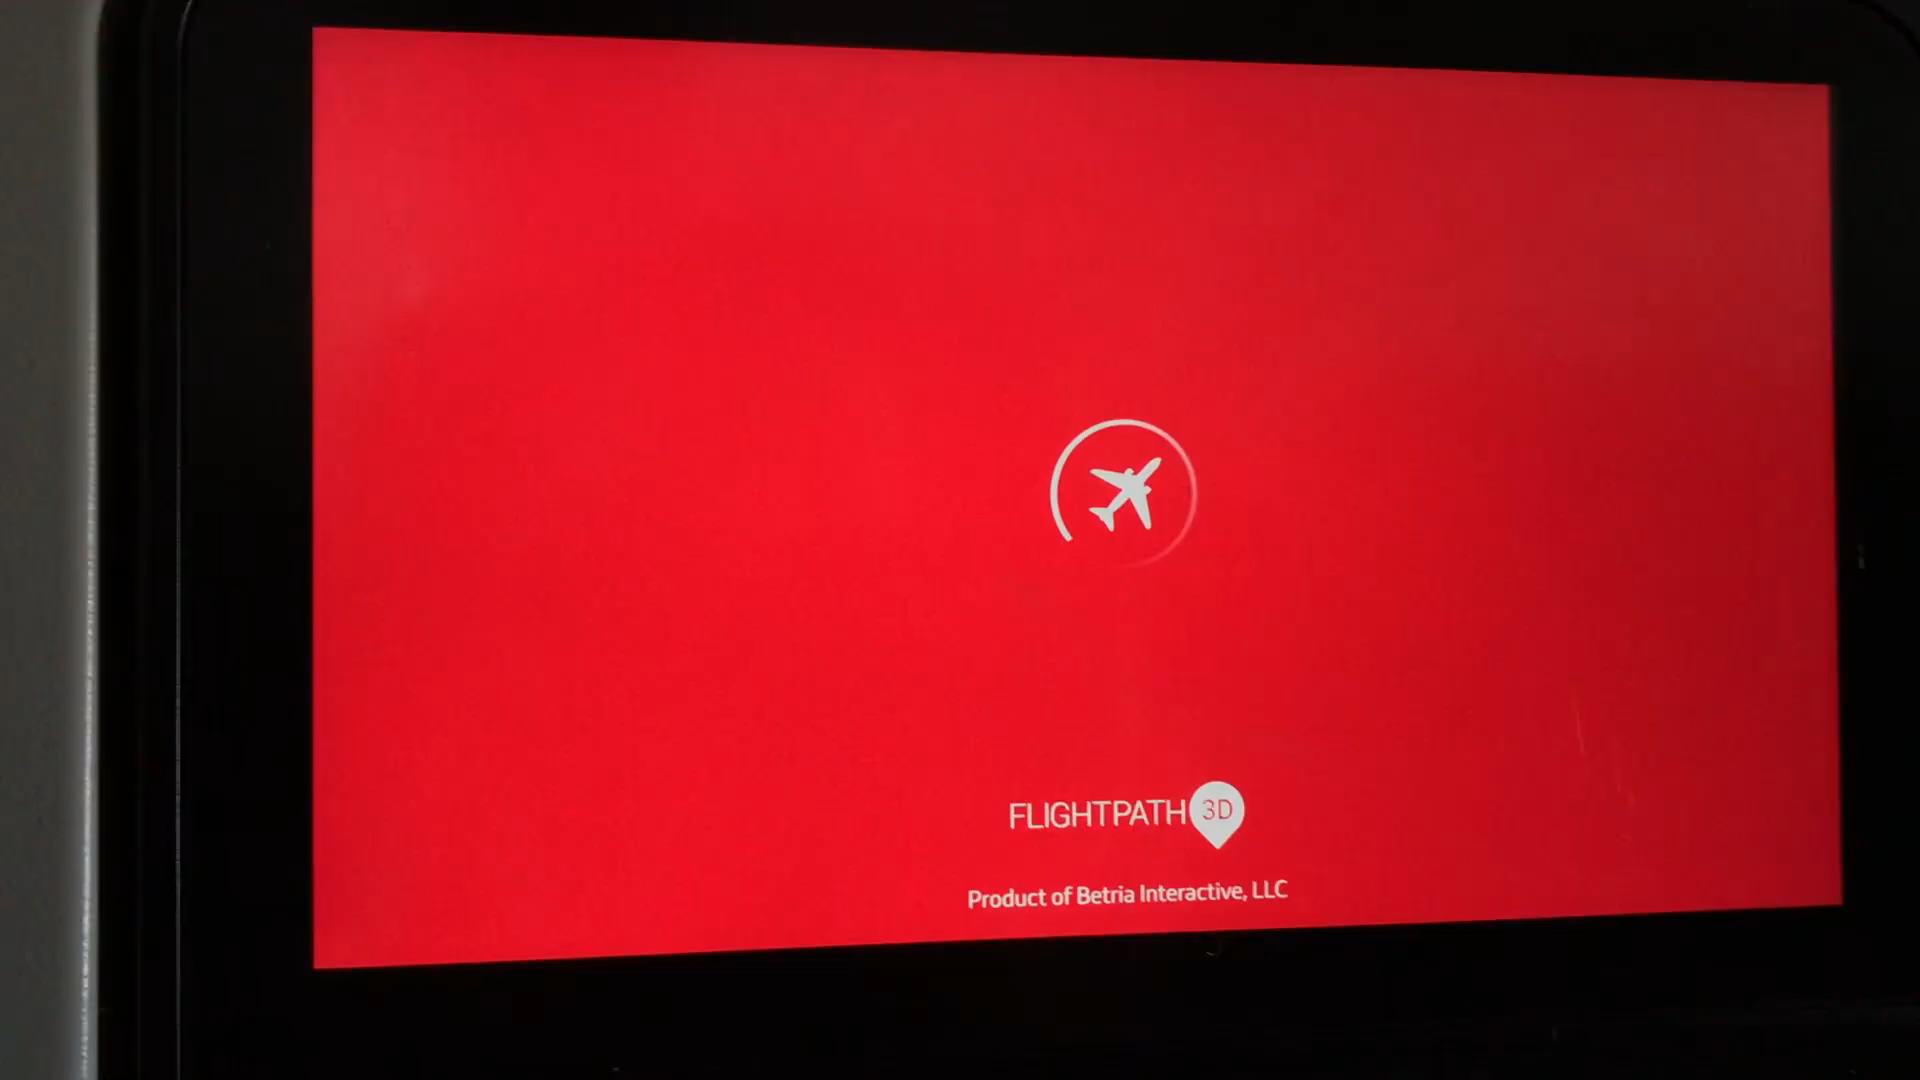 FLIGHTPATH 3D
Product of Betria Interactive, LLC